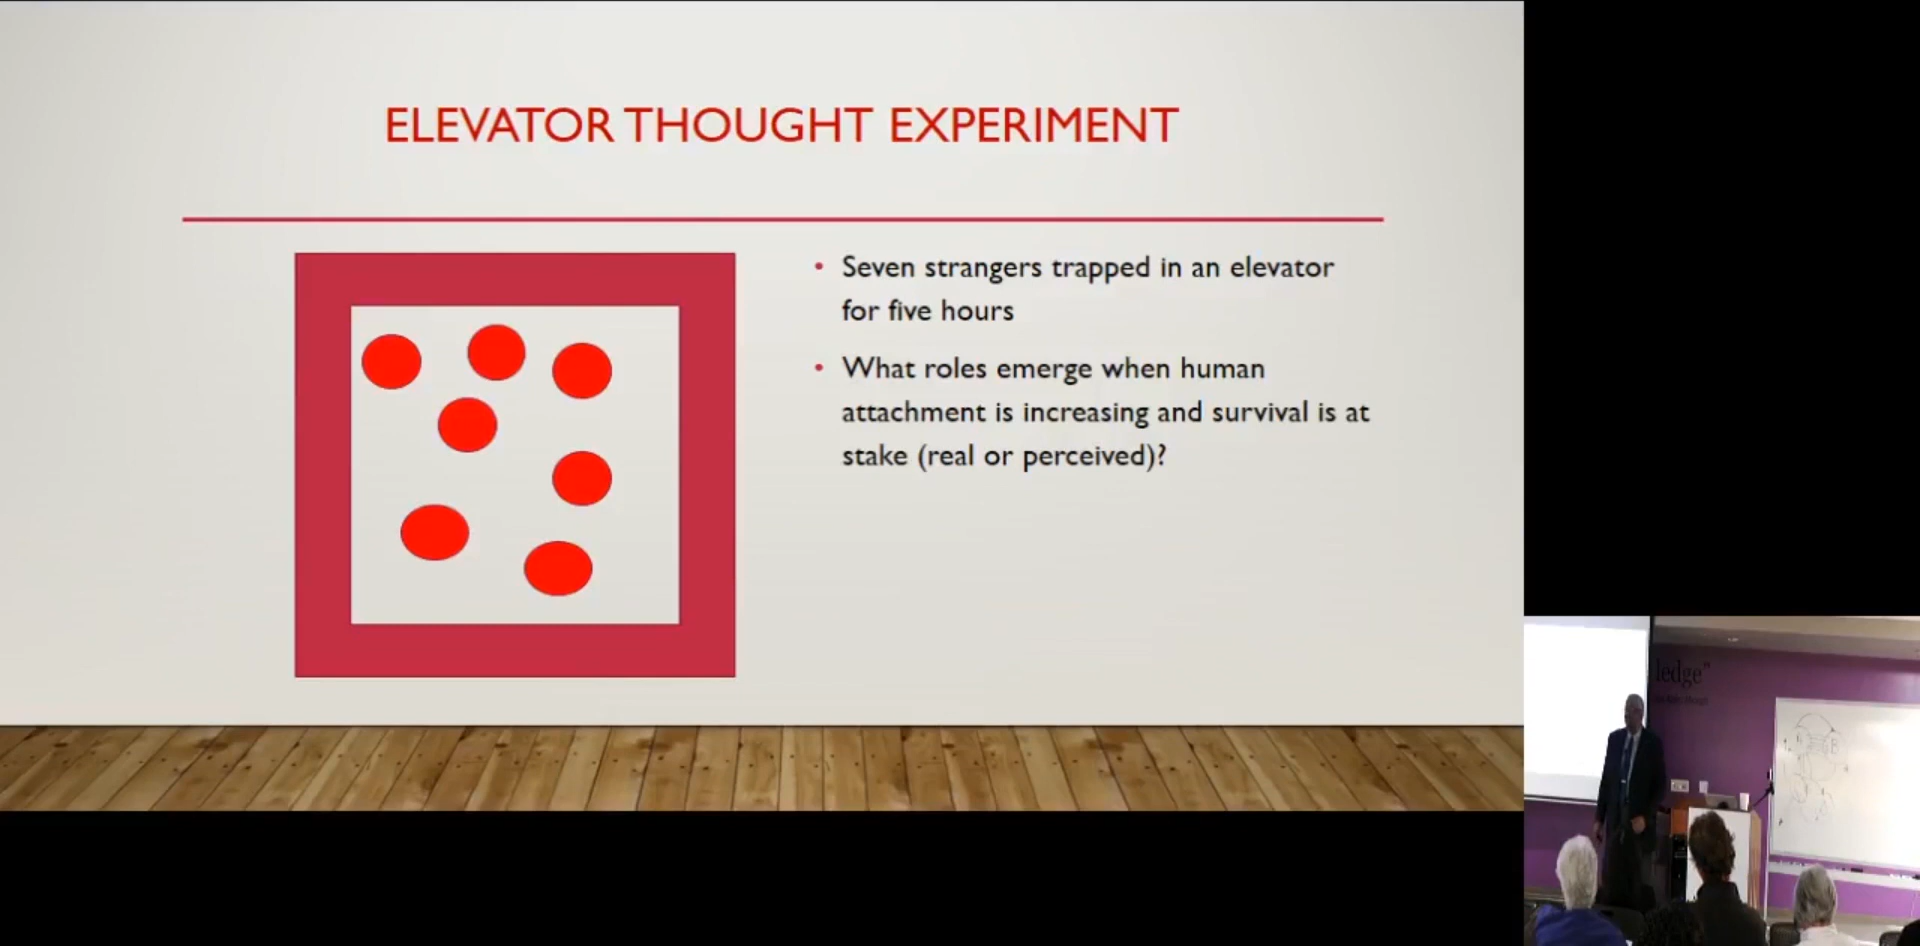 ELEVATOR THOUGHT EXPERIMENT
• Seven strangers trapped in an elevator
for five hours
• What roles emerge when human
attachment is increasing and survival is at
stake (real or perceived)?
ledge"